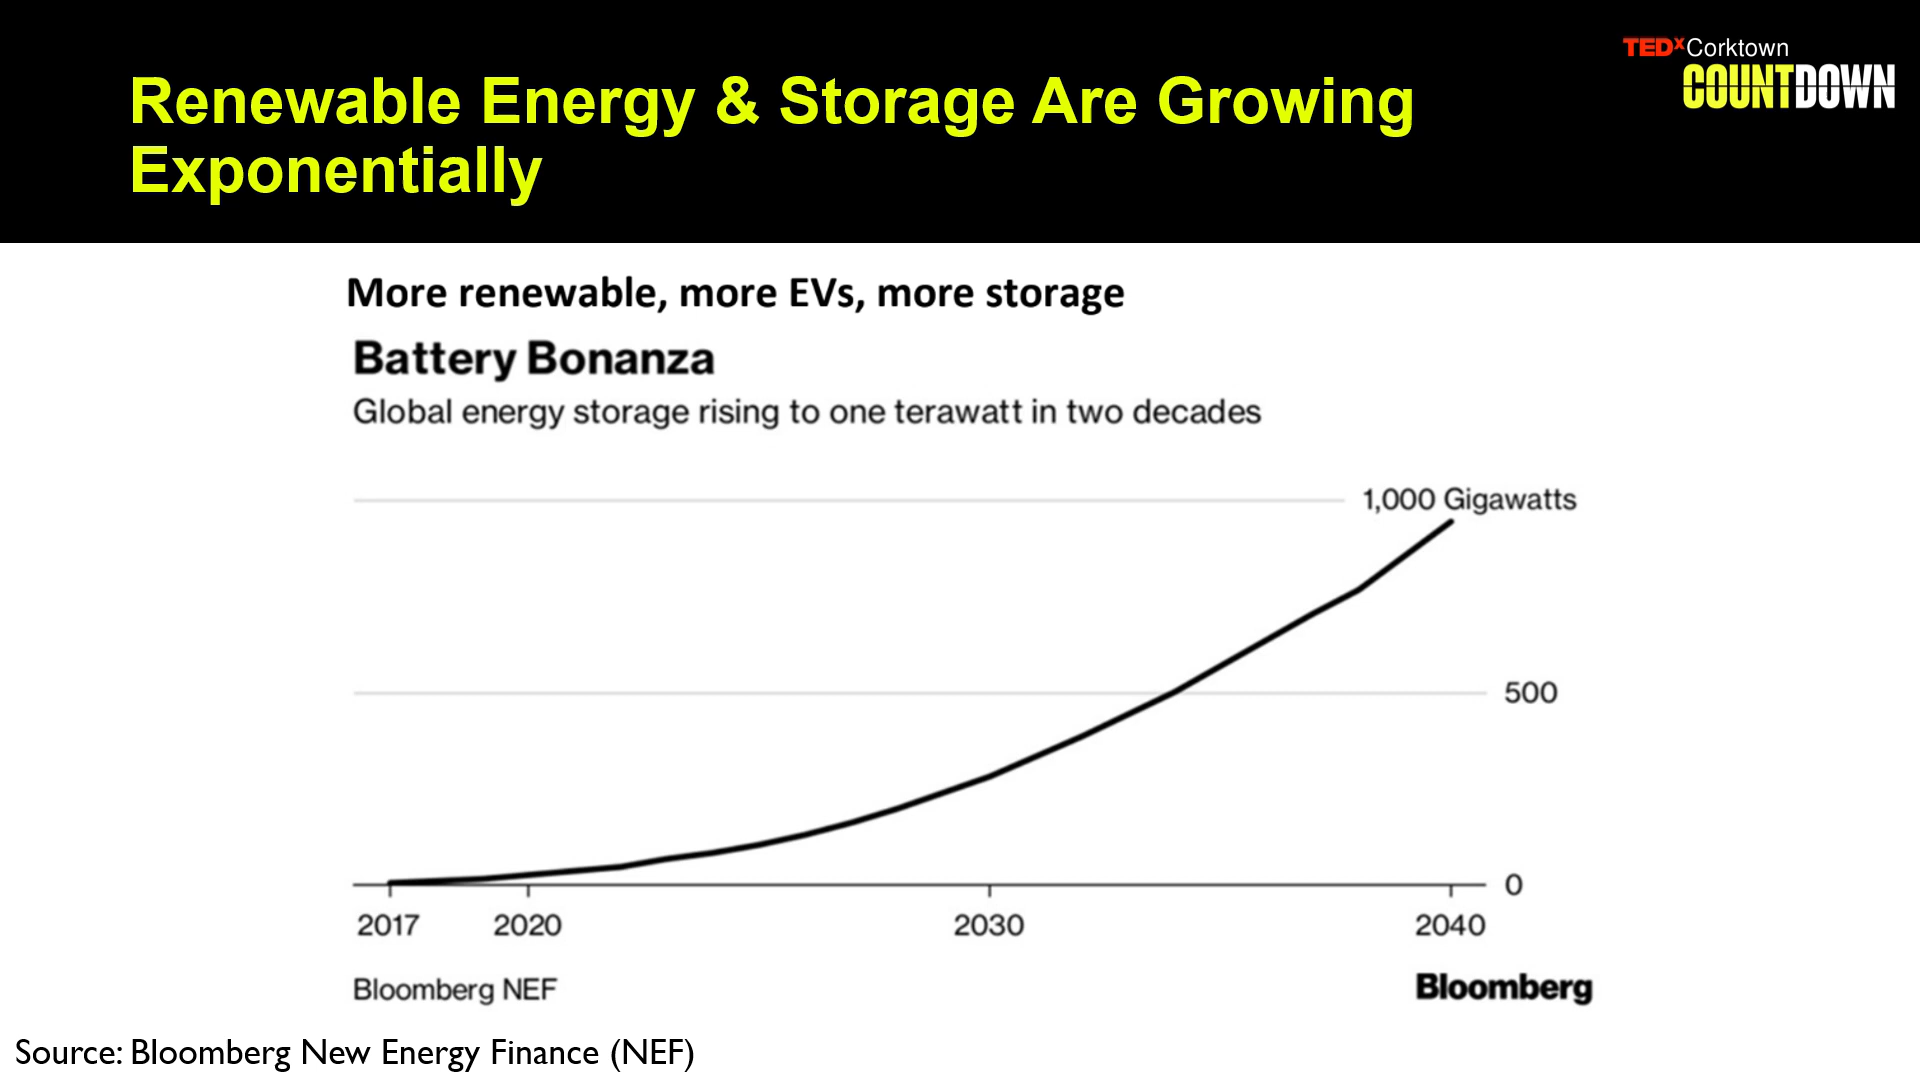 TEDxCorktown
COUNTDOWN
Renewable Energy & Storage Are Growing
Exponentially
More renewable, more EVs, more storage
Battery Bonanza
Global energy storage rising to one terawatt in two decades
1,000 Gigawatts
500
0
2017 2020 2030 2040
Bloomberg NEF Bloomberg
Source: Bloomberg New Energy Finance (NEF)